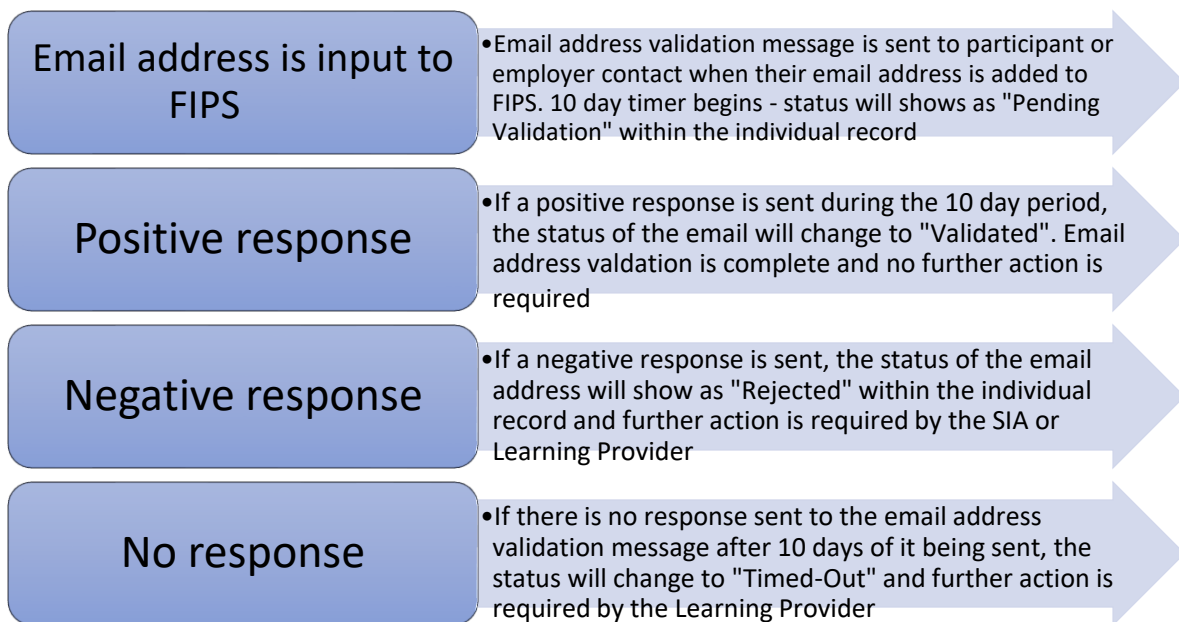 Email address is input to
FIPS
•Email address validation message is sent to participant or
employer contact when their email address is added to
FIPS. 10 day timer begins - status will shows as "Pending
Validation" within the individual record
Positive response
•If a positive response is sent during the 10 day period,
the status of the email will change to "Validated". Email
address valdation is complete and no further action is
required
Negative response
•If a negative response is sent, the status of the email
address will show as "Rejected" within the individual
record and further action is required by the SIA or
Learning Provider
No response
•If there is no response sent to the email address
validation message after 10 days of it being sent, the
status will change to "Timed-Out" and further action is
required by the Learning Provider